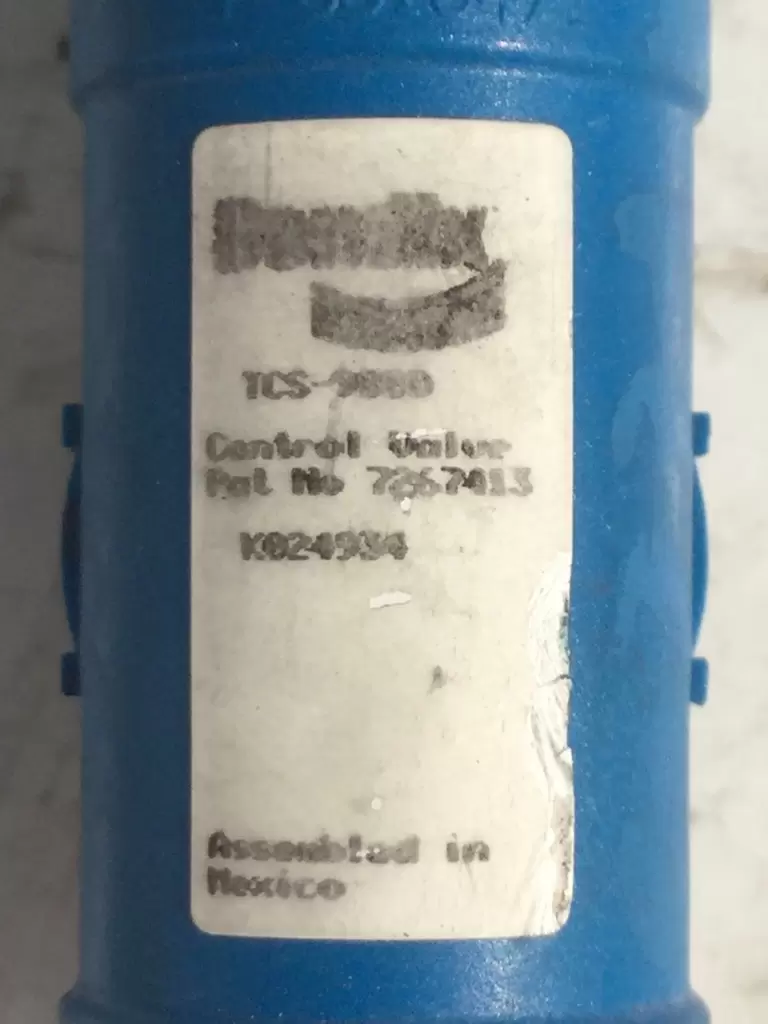 TCS-9000
Control Valve
Pat No 7267413
K024934
Assembled in
Mexico